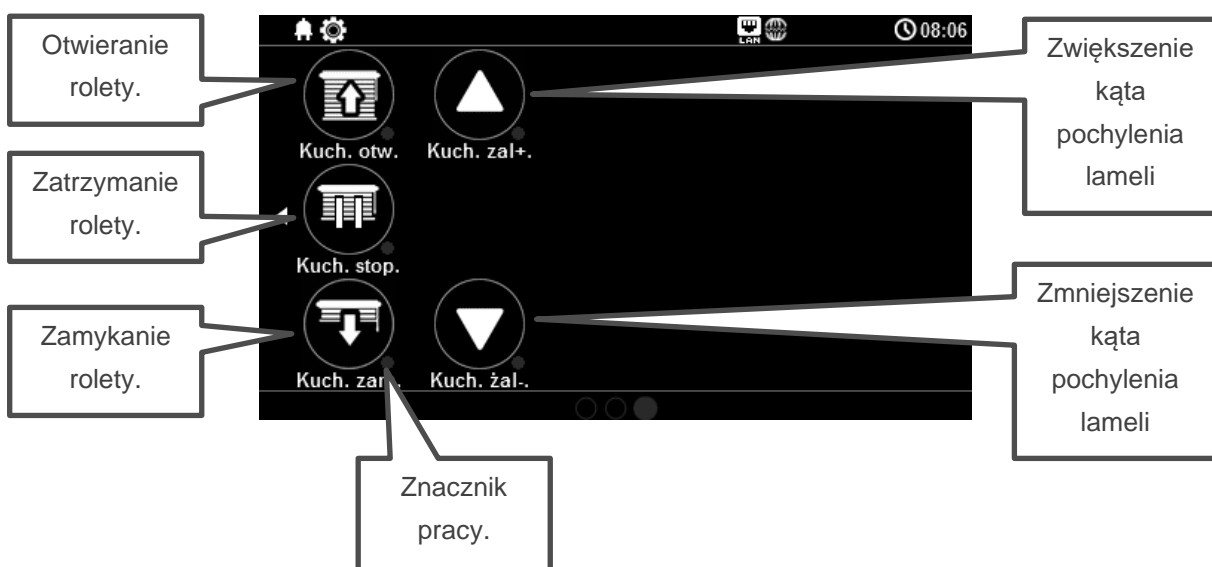 Otwieranie
rolety.
Zatrzymanie
rolety.
Zamykanie
rolety.
LAN
08:06
Kuch. otw.
Kuch. zal+.
Kuch. stop.
Kuch.
Kuch. żal-.
Zwiększenie
kąta
pochylenia
lameli
Zmniejszenie
kąta
pochylenia
lameli
Znacznik
pracy.